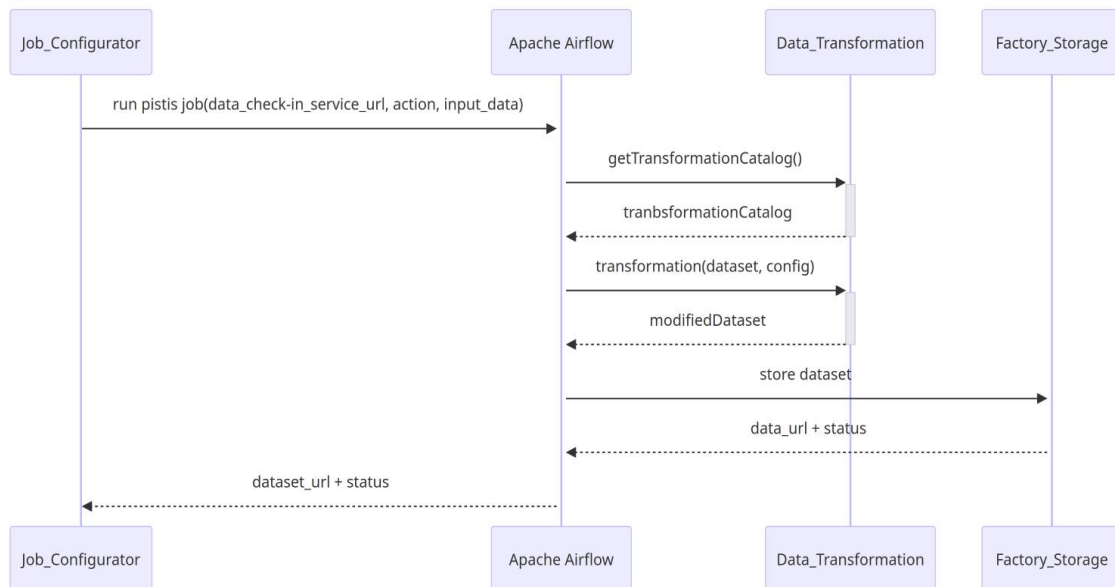 Job_Configurator Apache Airflow Data_Transformation Factory_Storage
run pistis job(data_check-in_service_url, action, input_data)
getTransformationCatalog()
tranbsformationCatalog
transformation(dataset, config)
modifiedDataset
store dataset
data_url + status
dataset_url + status
Job_Configurator Apache Airflow Data_Transformation Factory_Storage